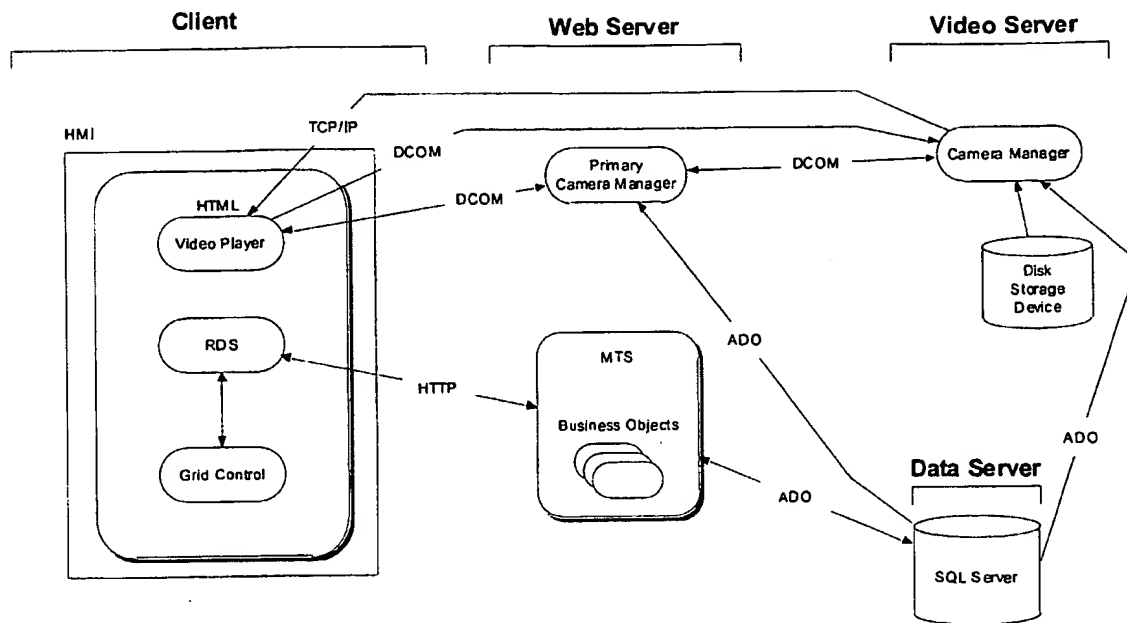 Client
Web Server
Video Server
HMI
TCP/IP
DCOM
HTML
Video Player
DCOM
Primary
Camera Manager
DCOM
Camera Manager
Disk
Storage
Device
RDS
HTTP
MTS
Business Objects
ADO
Grid Control
ADO
Data Server
ADO
SQL Server